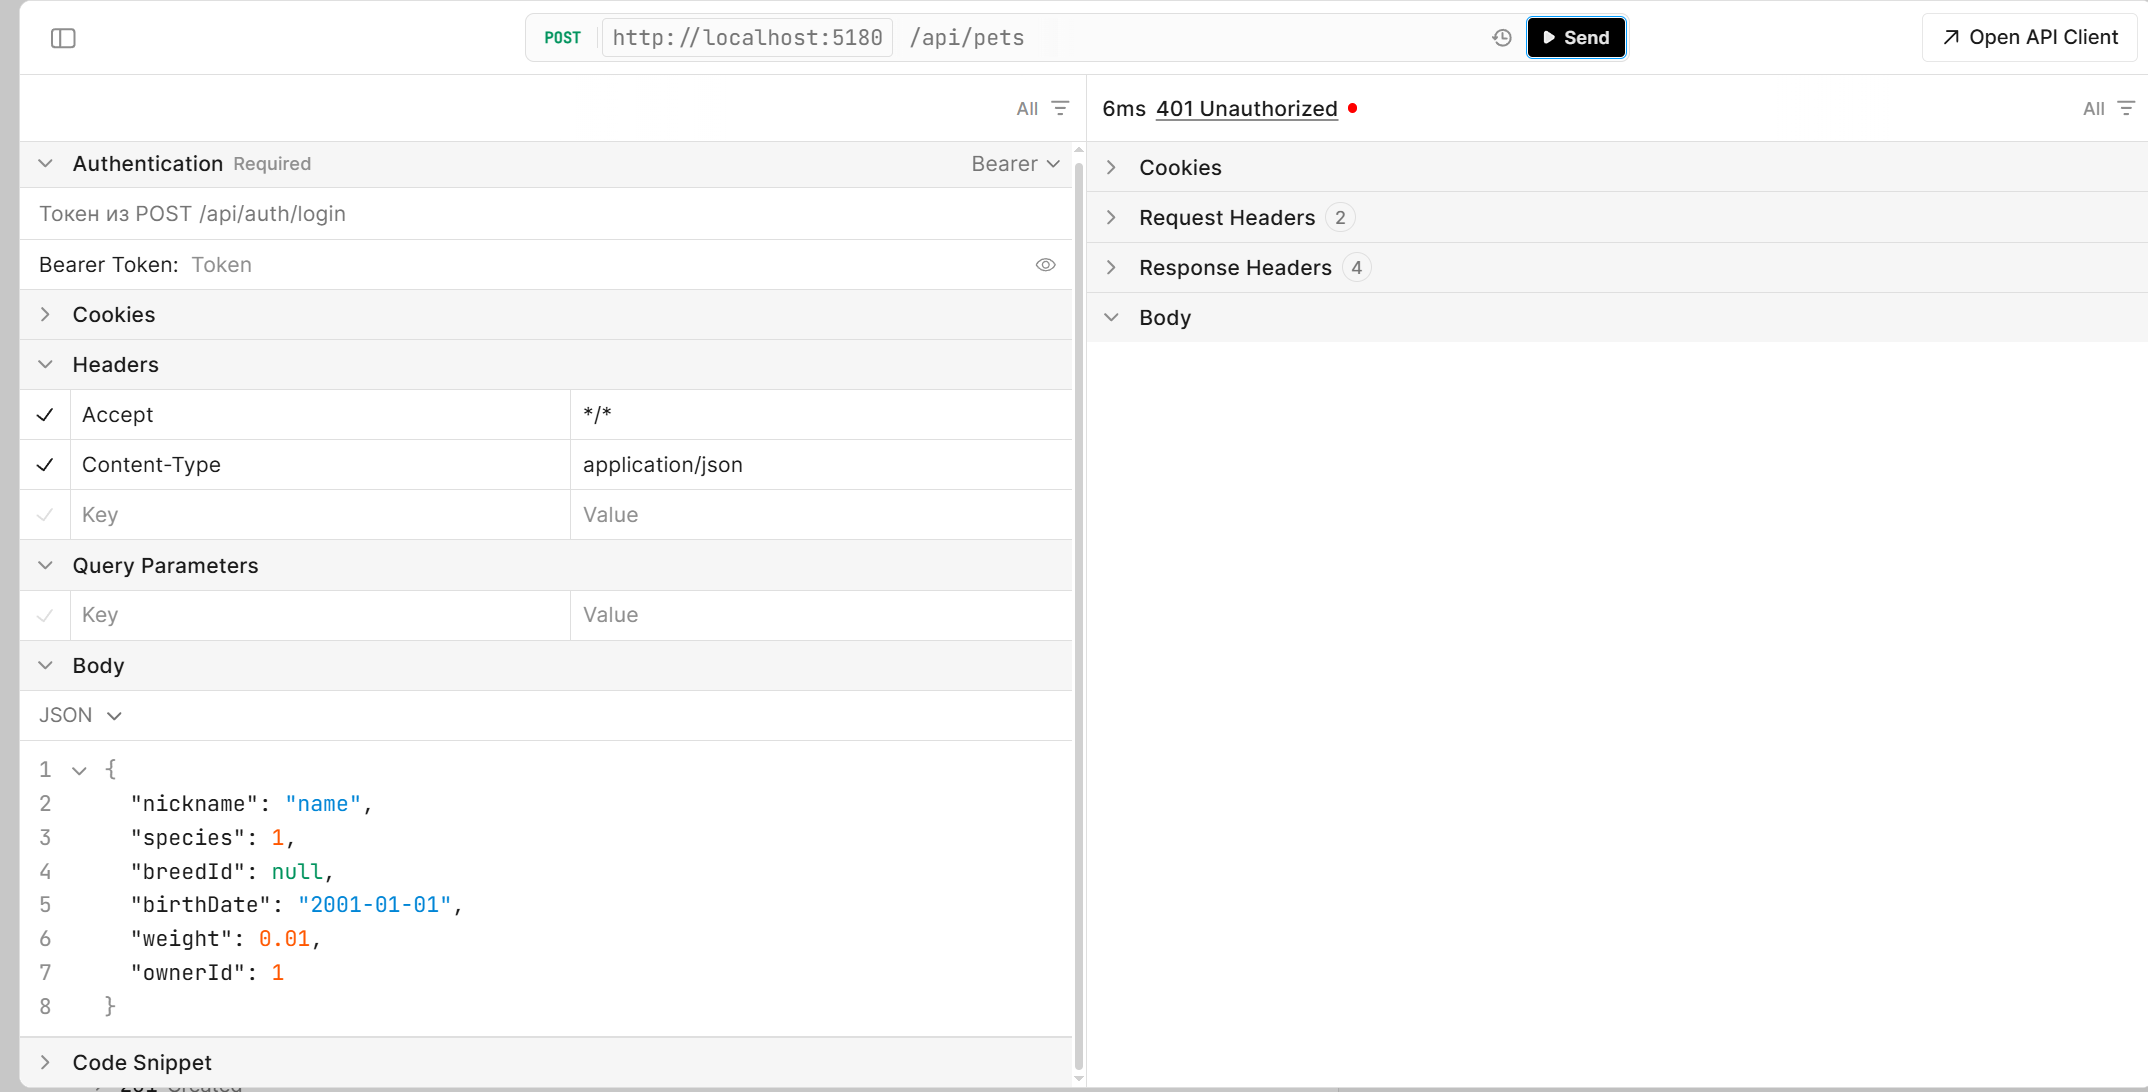 POST http://localhost:5180 /api/pets
Send
Open API Client
All
Authentication Required
Bearer
Токен из POST /api/auth/login
Bearer Token: Token
Cookies
Headers
Accept */*
Content-Type application/json
Key Value
Query Parameters
Key Value
Body
JSON
1 {
2 "nickname": "name",
3 "species": 1,
4 "breedId": null,
5 "birthDate": "2001-01-01",
6 "weight": 0.01,
7 "ownerId": 1
8 }
Code Snippet
201 Created
6ms 401 Unauthorized
All
Cookies
Request Headers 2
Response Headers 4
Body